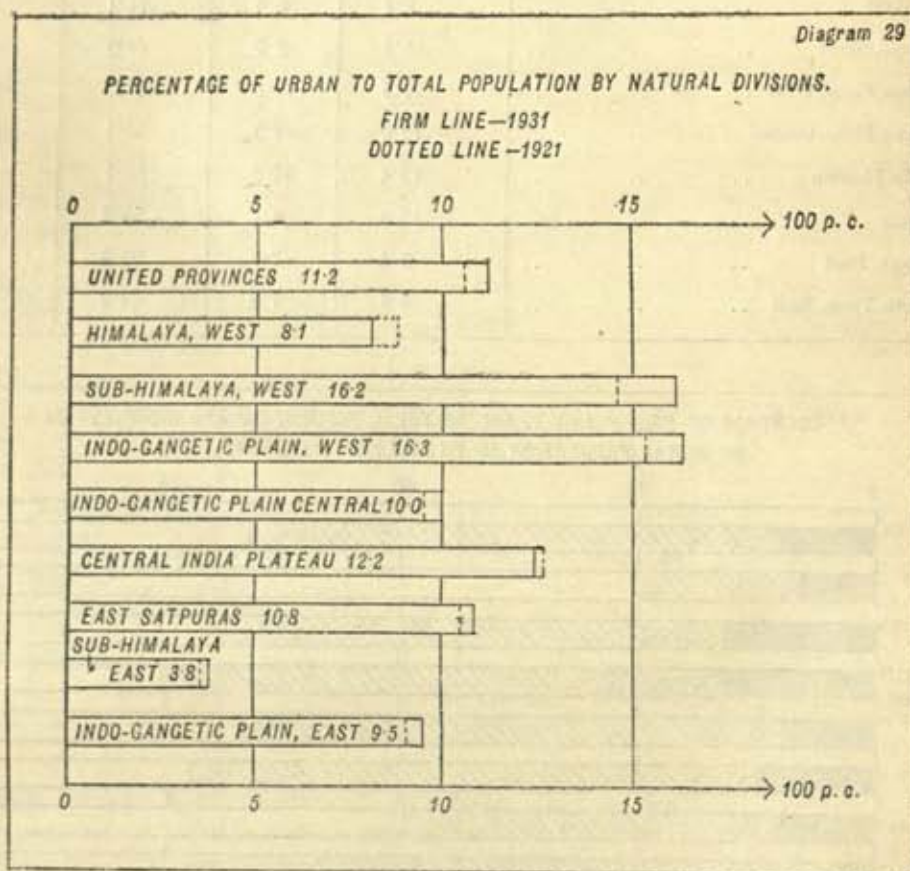 Diagram 29
PERCENTAGE OF URBAN TO TOTAL POPULATION BY NATURAL DIVISIONS.
FIRM LINE—1931
DOTTED LINE—1921
0 5 10 15 100 p. c.
UNITED PROVINCES 11·2
HIMALAYA, WEST 8·1
SUB-HIMALAYA, WEST 16·2
INDO-GANGETIC PLAIN, WEST 16·3
INDO-GANGETIC PLAIN CENTRAL 10·0
CENTRAL INDIA PLATEAU 12·2
EAST SATPURAS 10·8
SUB-HIMALAYA
EAST 3·8
INDO-GANGETIC PLAIN, EAST 9·5
0 5 10 15 100 p. c.